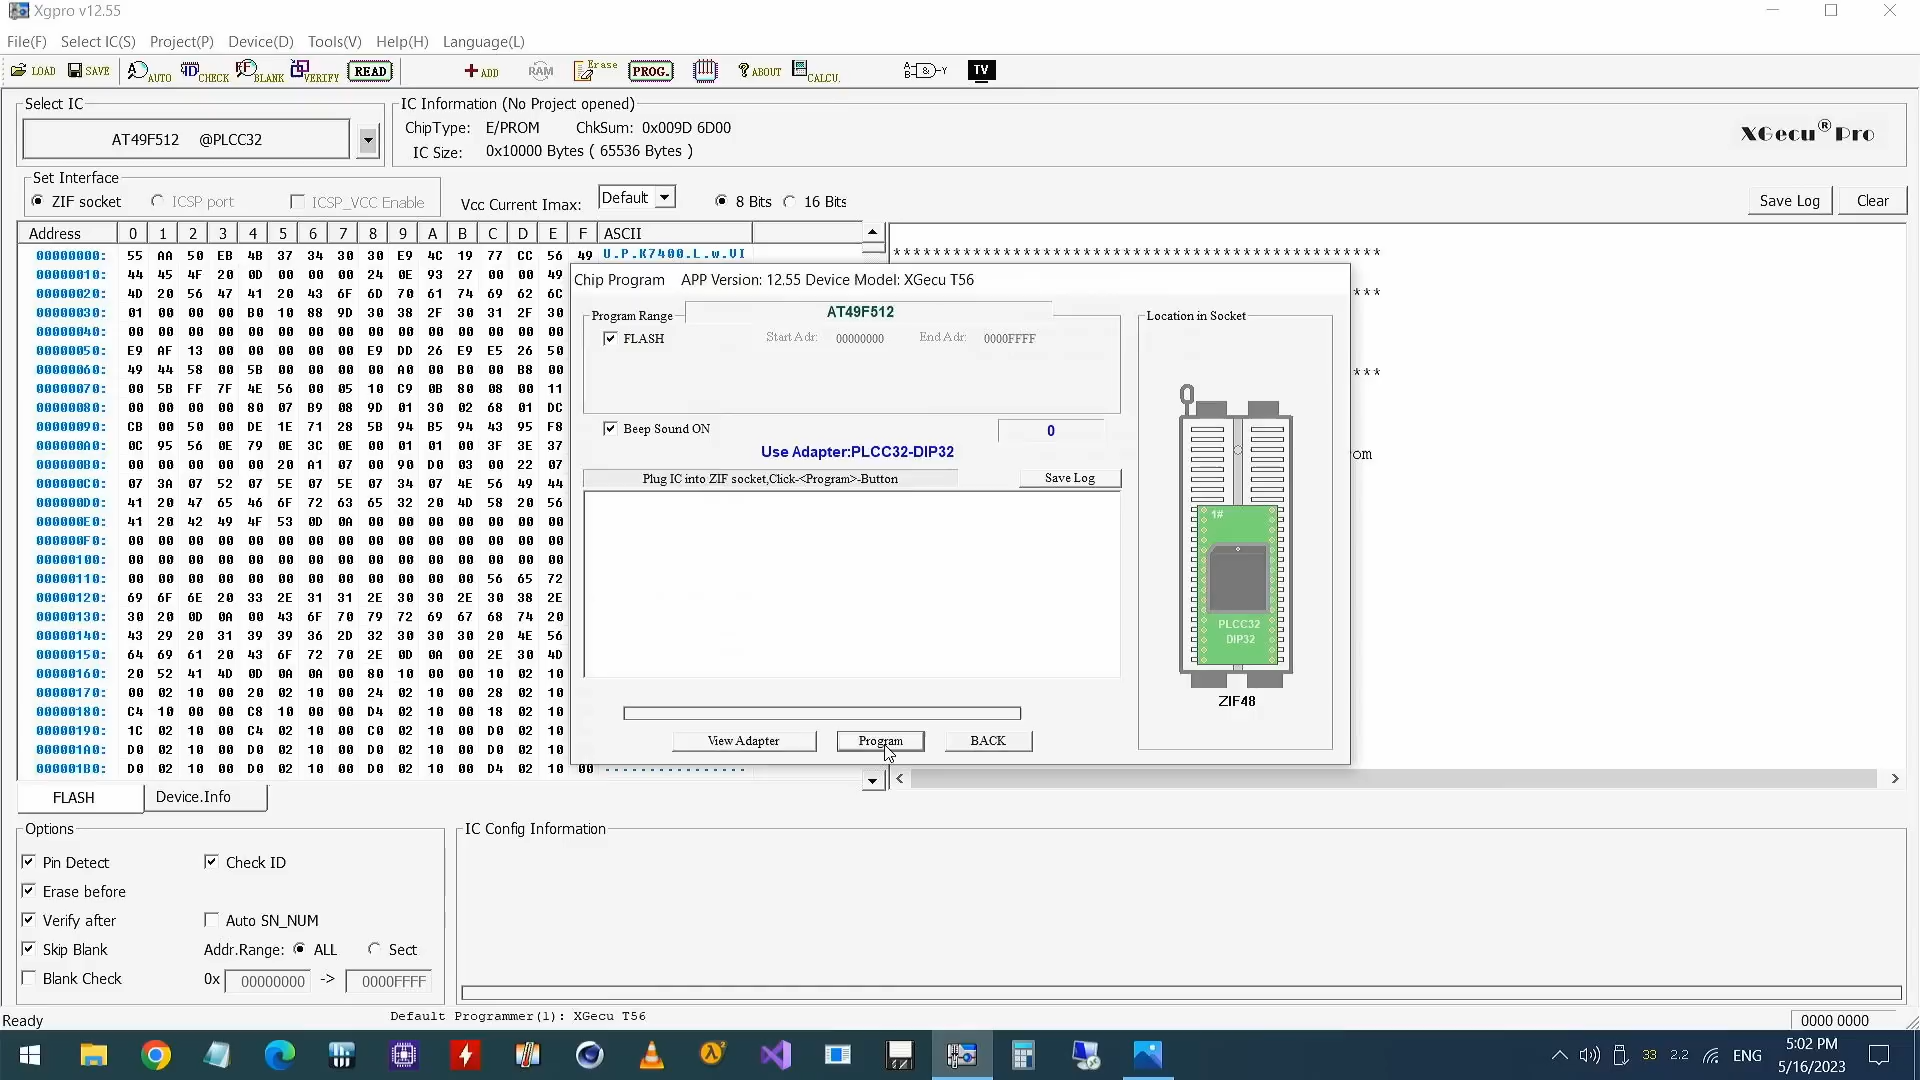 Xgpro v12.55
File(F) Select IC(S) Project(P) Device(D) Tools(V) Help(H) Language(L)
LOAD SAVE AUTO CHECK BLANK VERIFY READ ADD RAM Erase PROG. ABOUT CALCU. TV
Select IC
AT49F512 @PLCC32
IC Information (No Project opened)
ChipType: E/PROM ChkSum: 0x009D 6D00
IC Size: 0x10000 Bytes ( 65536 Bytes )
XGecu® Pro
Set Interface
ZIF socket ICSP port ICSP_VCC Enable
Vcc Current Imax: Default 8 Bits 16 Bits
Save Log Clear
Address 0 1 2 3 4 5 6 7 8 9 A B C D E F ASCII
00000000: 55 AA 50 EB 4B 37 34 30 30 E9 4C 19 77 CC 56 49 U.P.K7400.L.w.VI
00000010: 44 45 4F 20 0D 00 00 00 24 0E 93 27 00 00 49
00000020: 4D 20 56 47 41 20 43 6F 6D 70 61 74 69 62 6C
00000030: 01 00 00 00 B0 10 88 9D 30 38 2F 30 31 2F 30
00000040: 00 00 00 00 00 00 00 00 00 00 00 00 00 00 00
00000050: E9 AF 13 00 00 00 00 00 E9 DD 26 E9 E5 26 50
00000060: 49 44 58 00 5B 00 00 00 00 A0 00 B0 00 B8 00
00000070: 00 5B FF 7F 4E 56 00 05 10 C9 0B 80 08 00 11
00000080: 00 00 00 00 80 07 B9 08 9D 01 30 02 68 01 DC
00000090: CB 00 50 00 DE 1E 71 28 5B 94 B5 94 43 95 F8
000000A0: 0C 95 56 0E 79 0E 3C 0E 00 01 01 00 3F 3E 37
000000B0: 00 00 00 00 00 20 A1 07 00 90 D0 03 00 22 07
000000C0: 07 3A 07 52 07 5E 07 5E 07 34 07 4E 56 49 44
000000D0: 41 20 47 65 46 6F 72 63 65 32 20 4D 58 20 56
000000E0: 41 20 42 49 4F 53 0D 0A 00 00 00 00 00 00 00
000000F0: 00 00 00 00 00 00 00 00 00 00 00 00 00 00 00
00000100: 00 00 00 00 00 00 00 00 00 00 00 00 00 00 00
00000110: 00 00 00 00 00 00 00 00 00 00 00 00 56 65 72
00000120: 69 6F 6E 20 33 2E 31 31 2E 30 30 2E 30 38 2E
00000130: 30 20 0D 0A 00 43 6F 70 79 72 69 67 68 74 20
00000140: 43 29 20 31 39 39 36 2D 32 30 30 30 20 4E 56
00000150: 64 69 61 20 43 6F 72 70 2E 0D 0A 00 2E 30 4D
00000160: 20 52 41 4D 0D 0A 0A 00 80 10 00 00 10 02 10
00000170: 00 02 10 00 20 02 10 00 24 02 10 00 28 02 10
00000180: C4 10 00 00 C8 10 00 00 D4 02 10 00 18 02 10
00000190: 1C 02 10 00 C4 02 10 00 C0 02 10 00 D0 02 10
000001A0: D0 02 10 00 D0 02 10 00 D0 02 10 00 D0 02 10
000001B0: D0 02 10 00 D0 02 10 00 D0 02 10 00 D4 02 10 00
****************************************************
***
***
om
Chip Program APP Version: 12.55 Device Model: XGecu T56
Program Range AT49F512
FLASH Start Adr: 00000000 End Adr: 0000FFFF
Beep Sound ON 0
Use Adapter:PLCC32-DIP32
Plug IC into ZIF socket,Click-<Program>-Button Save Log
View Adapter Program BACK
Location in Socket
1#
PLCC32
DIP32
ZIF48
FLASH Device.Info
Options
Pin Detect Check ID
Erase before
Verify after Auto SN_NUM
Skip Blank Addr.Range: ALL Sect
Blank Check 0x 00000000 -> 0000FFFF
IC Config Information
Ready Default Programmer(1): XGecu T56 0000 0000
33 2.2 ENG 5:02 PM
5/16/2023